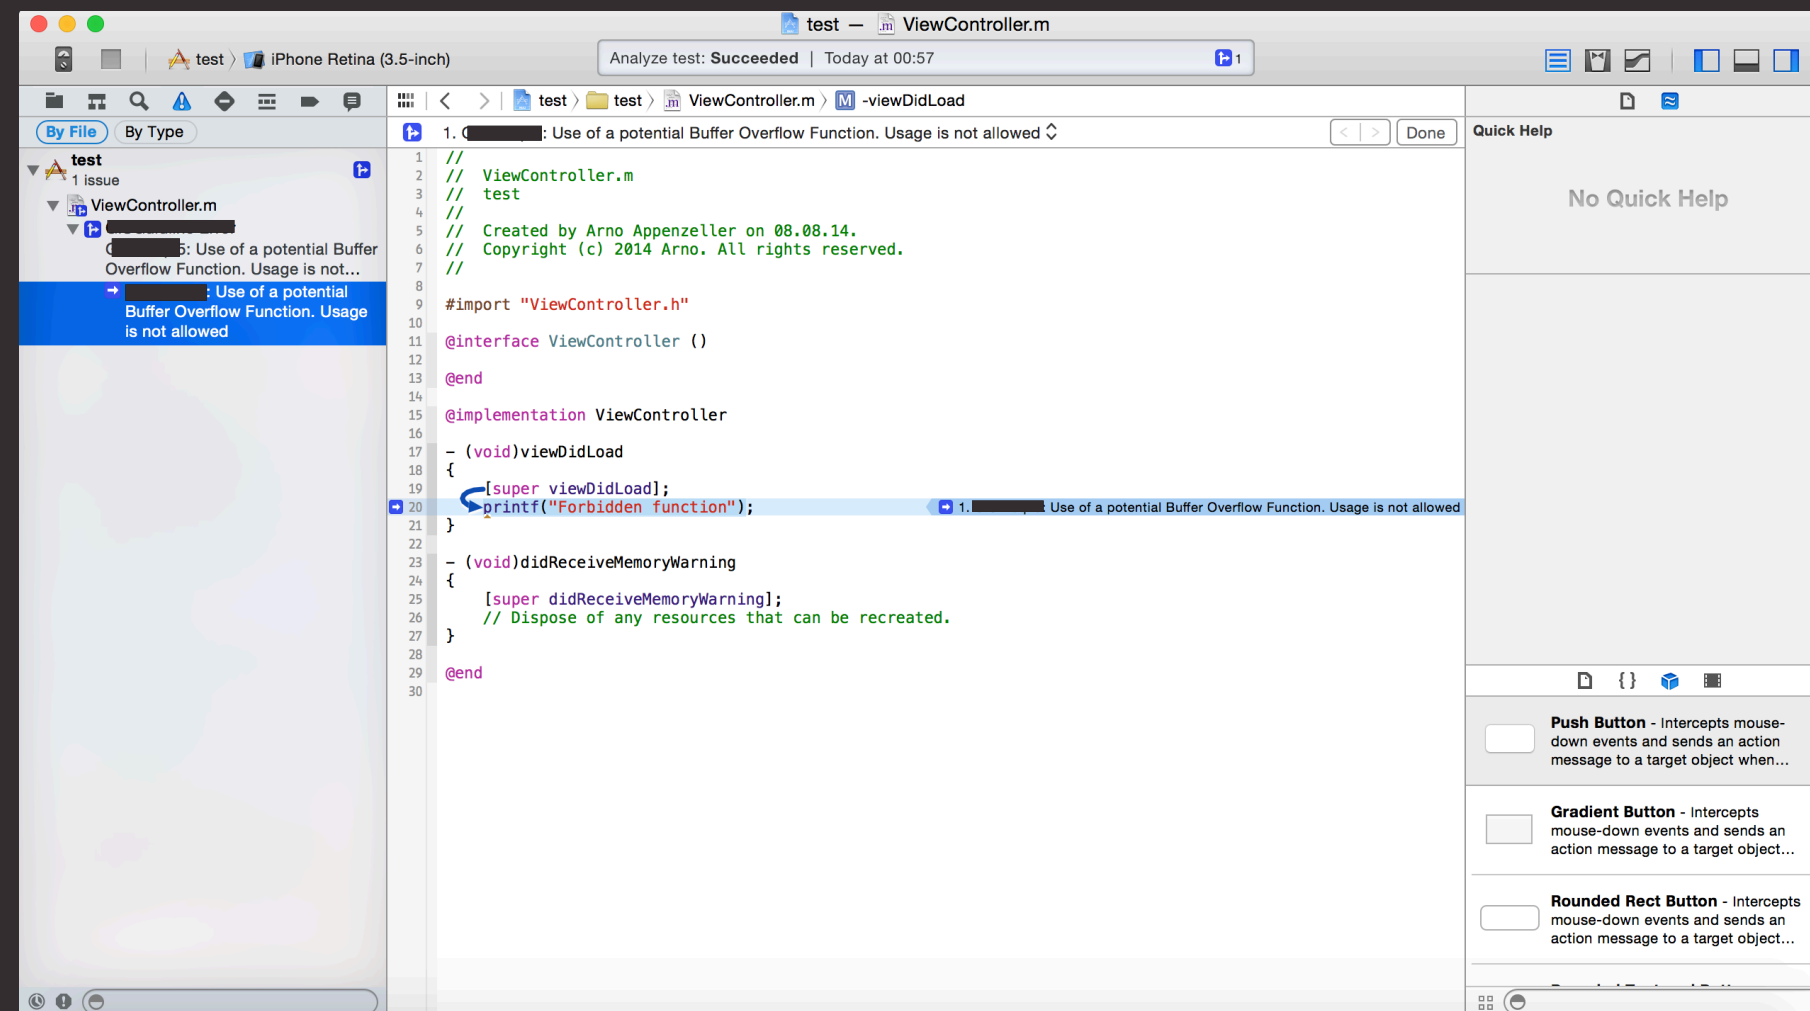 test — ViewController.m
test 〉 iPhone Retina (3.5-inch)
Analyze test: Succeeded | Today at 00:57 1
By File By Type
test
1 issue
ViewController.m
5: Use of a potential Buffer
Overflow Function. Usage is not...
: Use of a potential
Buffer Overflow Function. Usage
is not allowed
test 〉 test 〉 ViewController.m 〉 M -viewDidLoad
1. : Use of a potential Buffer Overflow Function. Usage is not allowed
Done
1 //
2 //  ViewController.m
3 //  test
4 //
5 //  Created by Arno Appenzeller on 08.08.14.
6 //  Copyright (c) 2014 Arno. All rights reserved.
7 //
8
9 #import "ViewController.h"
10
11 @interface ViewController ()
12
13 @end
14
15 @implementation ViewController
16
17 - (void)viewDidLoad
18 {
19     [super viewDidLoad];
20     printf("Forbidden function"); 1. : Use of a potential Buffer Overflow Function. Usage is not allowed
21 }
22
23 - (void)didReceiveMemoryWarning
24 {
25     [super didReceiveMemoryWarning];
26     // Dispose of any resources that can be recreated.
27 }
28
29 @end
30
Quick Help
No Quick Help
{ }
Push Button - Intercepts mouse-
down events and sends an action
message to a target object when...
Gradient Button - Intercepts
mouse-down events and sends an
action message to a target object...
Rounded Rect Button - Intercepts
mouse-down events and sends an
action message to a target object...